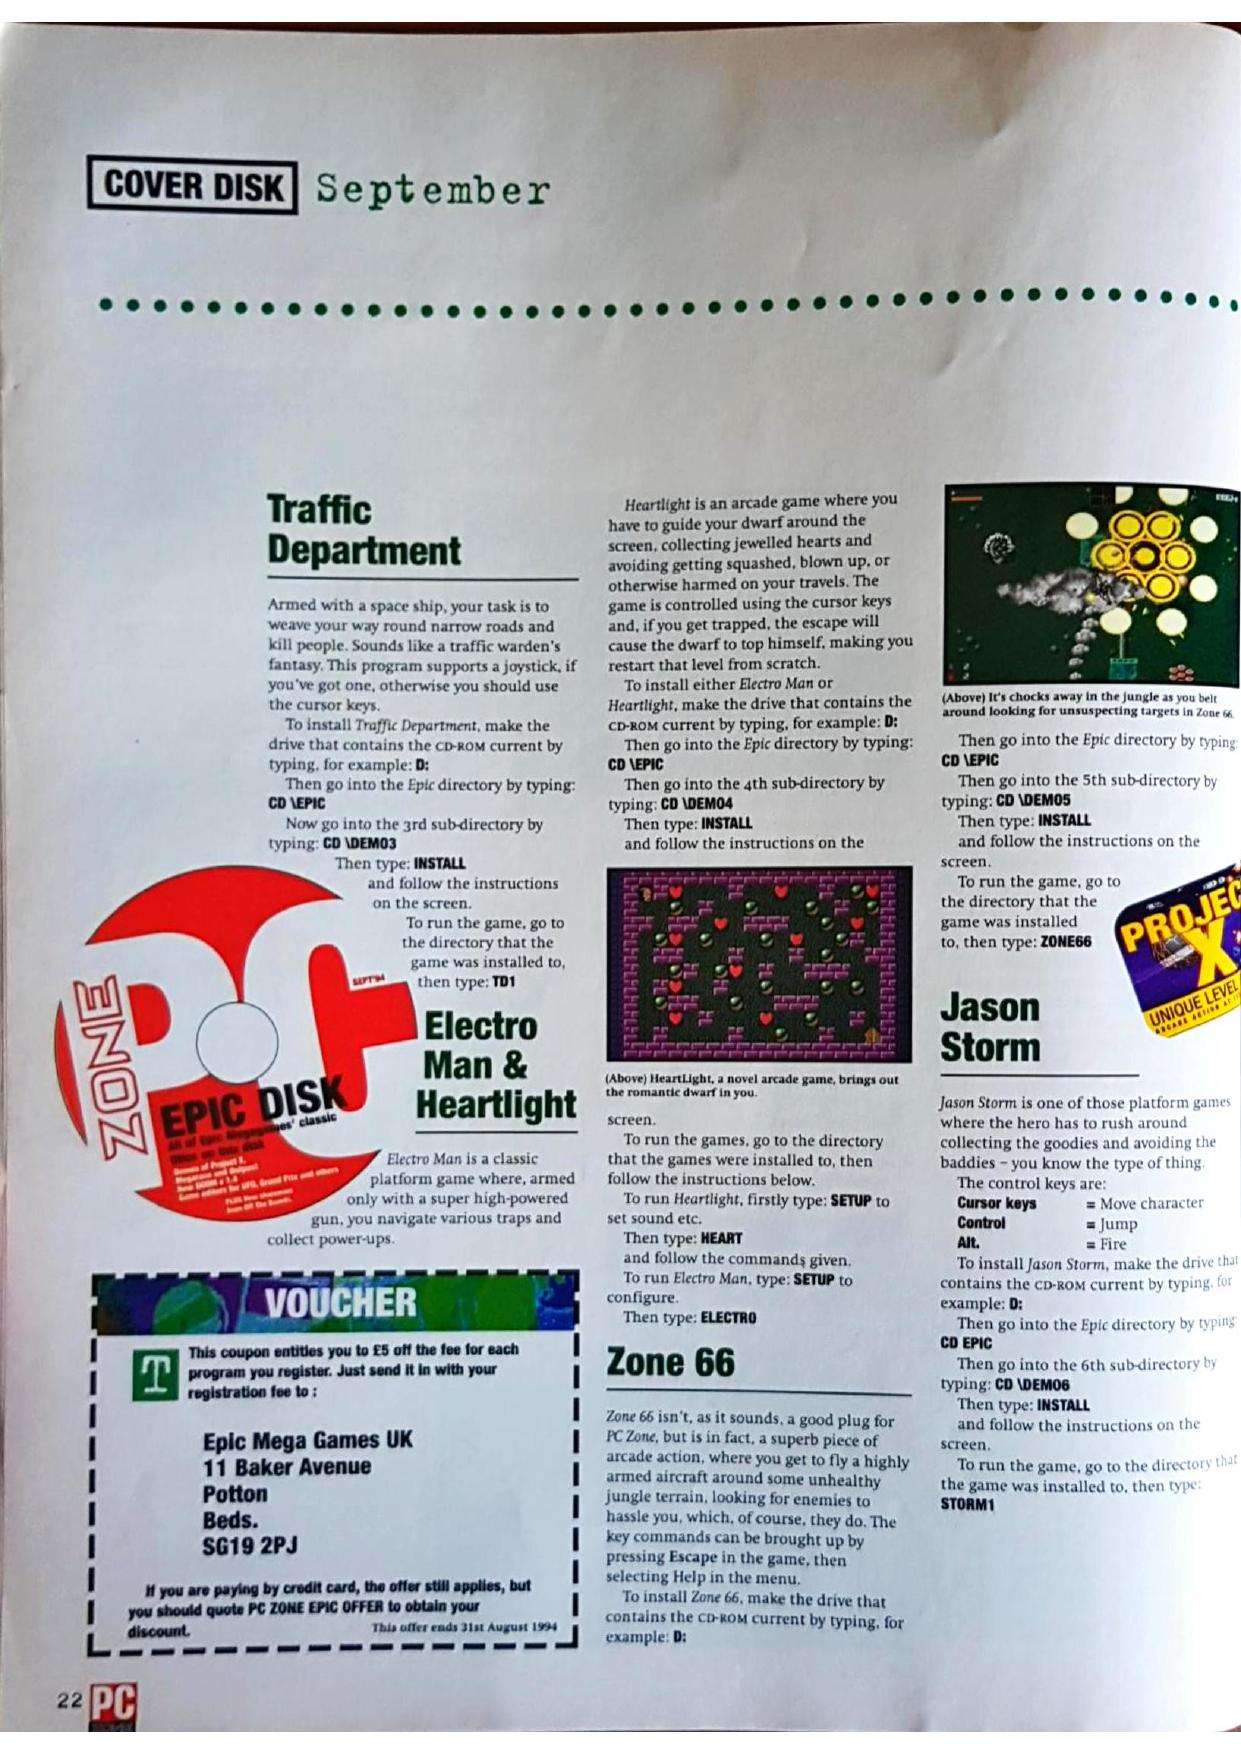 COVER DISK September
Traffic
Department
Armed with a space ship, your task is to
weave your way round narrow roads and
kill people. Sounds like a traffic warden's
fantasy. This program supports a joystick, if
you've got one, otherwise you should use
the cursor keys.
To install Traffic Department, make the
drive that contains the CD-ROM current by
typing, for example: D:
Then go into the Epic directory by typing:
CD \EPIC
Now go into the 3rd sub-directory by
typing: CD \DEMO3
Then type: INSTALL
and follow the instructions
on the screen.
To run the game, go to
the directory that the
game was installed to,
then type: TD1
PC
ZONE
SEPT'94
EPIC DISK
All of Epic Megagames' classic
titles on this disk
Demos of Project X,
Megarace and Outpost
New DOOM v 1.4
Game editors for UFO, Grand Prix and others
Electro
Man &
Heartlight
Electro Man is a classic
platform game where, armed
only with a super high-powered
gun, you navigate various traps and
collect power-ups.
VOUCHER
T
This coupon entitles you to £5 off the fee for each
program you register. Just send it in with your
registration fee to :
Epic Mega Games UK
11 Baker Avenue
Potton
Beds.
SG19 2PJ
If you are paying by credit card, the offer still applies, but
you should quote PC ZONE EPIC OFFER to obtain your
discount.
This offer ends 31st August 1994
Heartlight is an arcade game where you
have to guide your dwarf around the
screen, collecting jewelled hearts and
avoiding getting squashed, blown up, or
otherwise harmed on your travels. The
game is controlled using the cursor keys
and, if you get trapped, the escape will
cause the dwarf to top himself, making you
restart that level from scratch.
To install either Electro Man or
Heartlight, make the drive that contains the
CD-ROM current by typing, for example: D:
Then go into the Epic directory by typing:
CD \EPIC
Then go into the 4th sub-directory by
typing: CD \DEMO4
Then type: INSTALL
and follow the instructions on the
(Above) HeartLight, a novel arcade game, brings out
the romantic dwarf in you.
screen.
To run the games, go to the directory
that the games were installed to, then
follow the instructions below.
To run Heartlight, firstly type: SETUP to
set sound etc.
Then type: HEART
and follow the commands given.
To run Electro Man, type: SETUP to
configure.
Then type: ELECTRO
Zone 66
Zone 66 isn't, as it sounds, a good plug for
PC Zone, but is in fact, a superb piece of
arcade action, where you get to fly a highly
armed aircraft around some unhealthy
jungle terrain, looking for enemies to
hassle you, which, of course, they do. The
key commands can be brought up by
pressing Escape in the game, then
selecting Help in the menu.
To install Zone 66, make the drive that
contains the CD-ROM current by typing, for
example: D:
(Above) It's chocks away in the jungle as you belt
around looking for unsuspecting targets in Zone 66.
Then go into the Epic directory by typing:
CD \EPIC
Then go into the 5th sub-directory by
typing: CD \DEMO5
Then type: INSTALL
and follow the instructions on the
screen.
To run the game, go to
the directory that the
game was installed
to, then type: ZONE66
PROJEC
X
UNIQUE LEVEL
Jason
Storm
Jason Storm is one of those platform games
where the hero has to rush around
collecting the goodies and avoiding the
baddies – you know the type of thing.
The control keys are:
Cursor keys = Move character
Control = Jump
Alt. = Fire
To install Jason Storm, make the drive that
contains the CD-ROM current by typing, for
example: D:
Then go into the Epic directory by typing:
CD EPIC
Then go into the 6th sub-directory by
typing: CD \DEMO6
Then type: INSTALL
and follow the instructions on the
screen.
To run the game, go to the directory that
the game was installed to, then type:
STORM1
22 PC